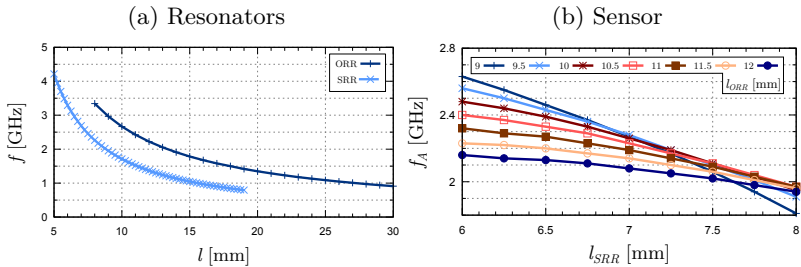 (a) Resonators
(b) Sensor
ORR
SRR
f [GHz]
5
4
3
2
1
0
5 10 15 20 25 30
l [mm]
9 9.5 10 10.5 11 11.5 12
l_ORR [mm]
f_A [GHz]
2.8
2.4
2
6 6.5 7 7.5 8
l_SRR [mm]